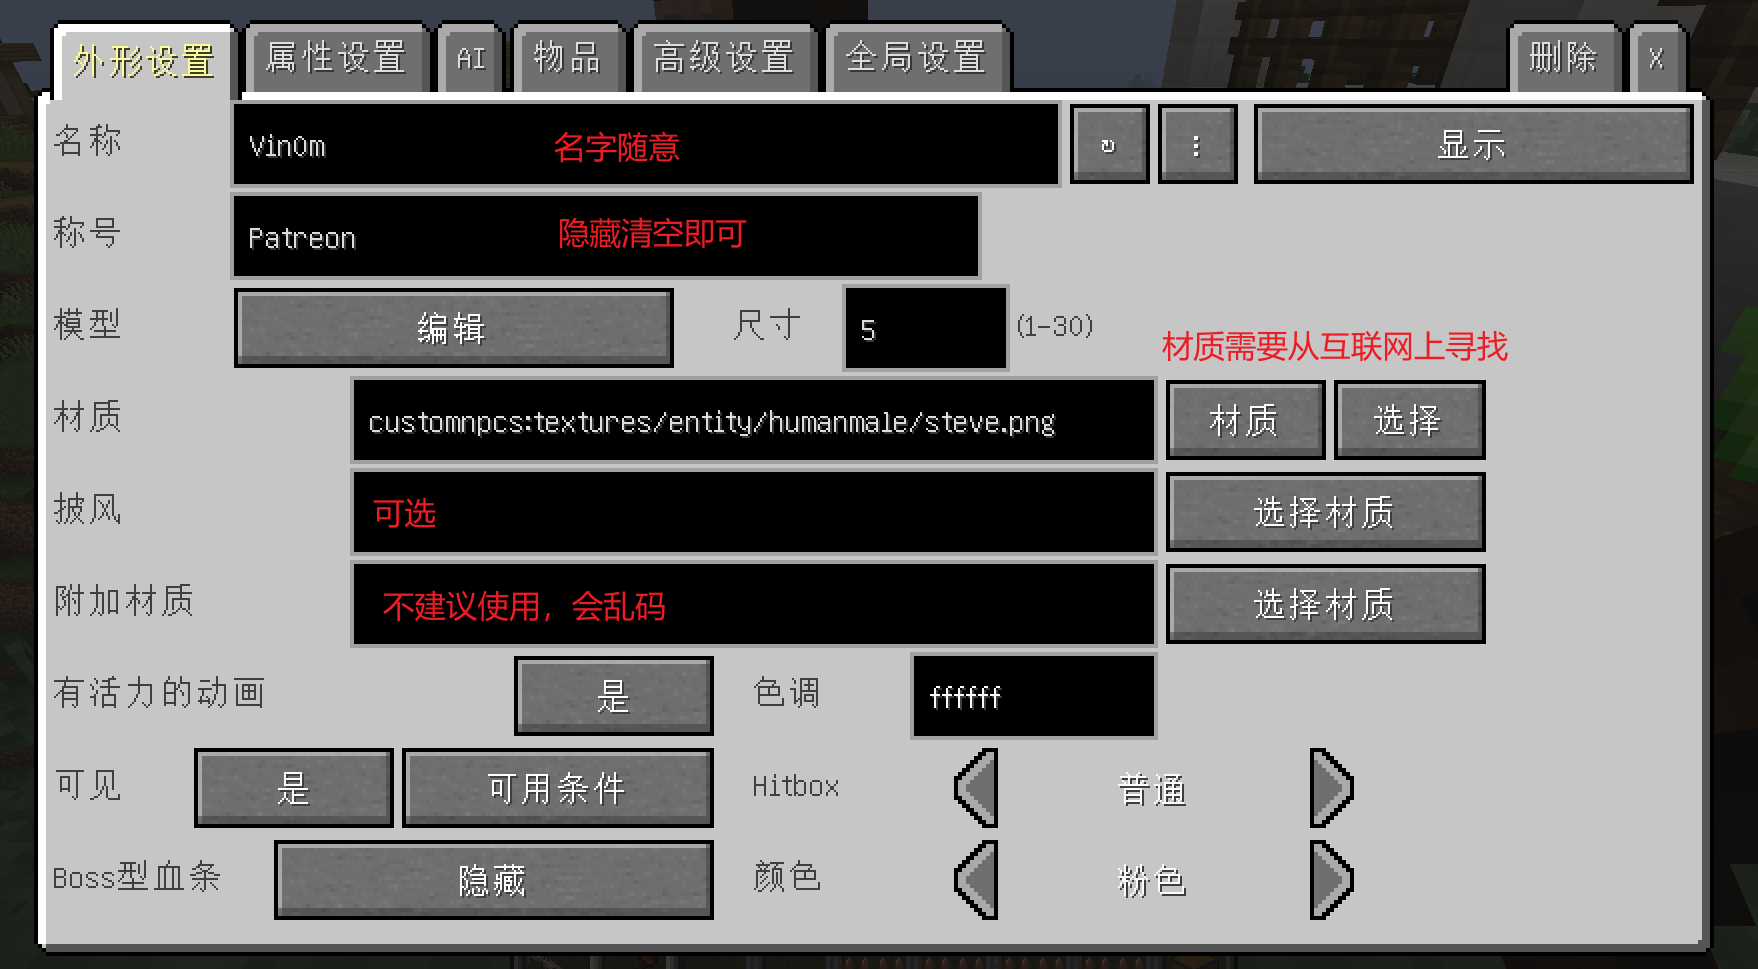 外形设置 属性设置 AI 物品 高级设置 全局设置 删除 X
名称 Vin0m 名字随意 ↻ ⋮ 显示
称号 Patreon 隐藏清空即可
模型 编辑 尺寸 5 (1-30)
材质需要从互联网上寻找
材质 customnpcs:textures/entity/humanmale/steve.png 材质 选择
披风 可选 选择材质
附加材质 不建议使用，会乱码 选择材质
有活力的动画 是 色调 ffffff
可见 是 可用条件 Hitbox 普通
Boss型血条 隐藏 颜色 粉色